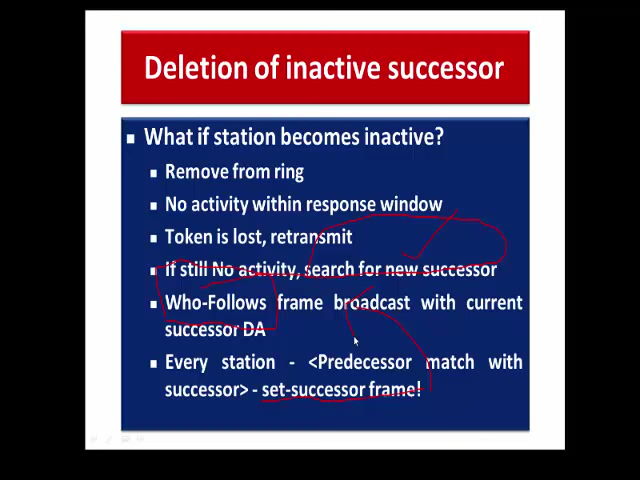 Deletion of inactive successor
What if station becomes inactive?
Remove from ring
No activity within response window
Token is lost, retransmit
If still No activity, search for new successor
Who-Follows frame broadcast with current
successor DA
Every station - <Predecessor match with
successor> - set-successor frame!